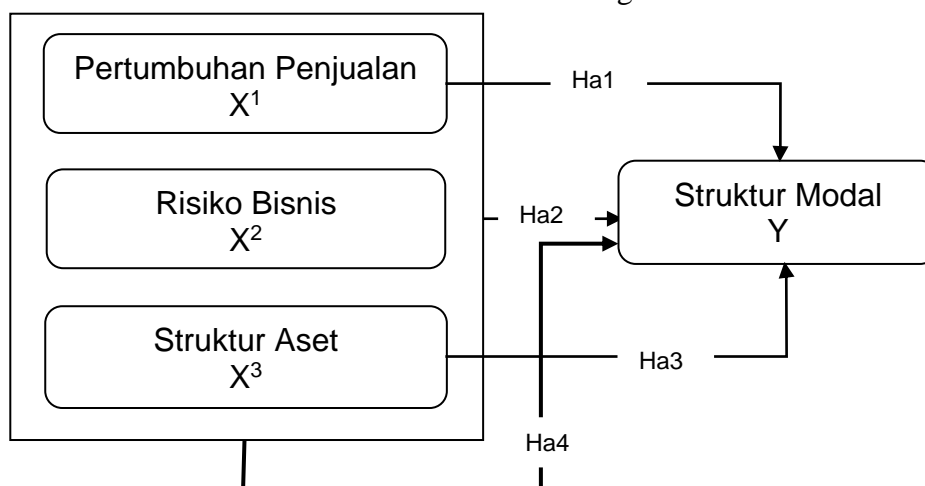 Pertumbuhan Penjualan
X¹
Ha1
Risiko Bisnis
X²
Ha2
Struktur Modal
Y
Struktur Aset
X³
Ha3
Ha4